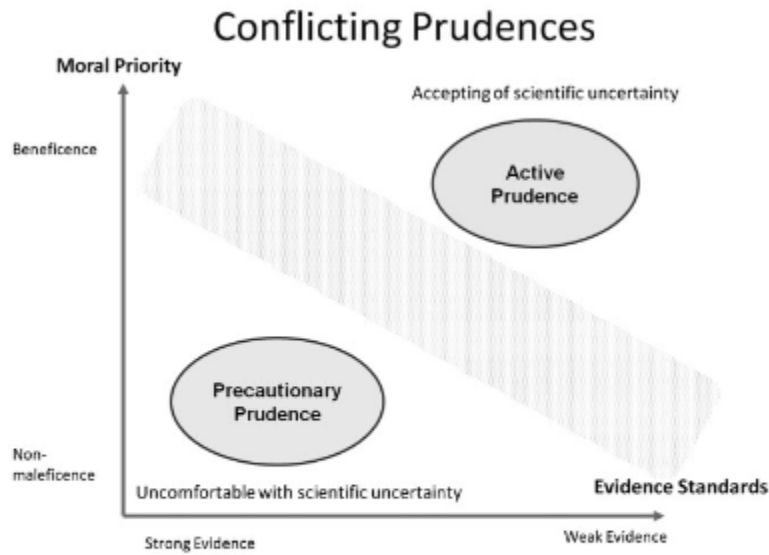 Conflicting Prudences
Moral Priority
Accepting of scientific uncertainty
Beneficence
Active
Prudence
Precautionary
Prudence
Non-
maleficence
Uncomfortable with scientific uncertainty
Evidence Standards
Strong Evidence
Weak Evidence